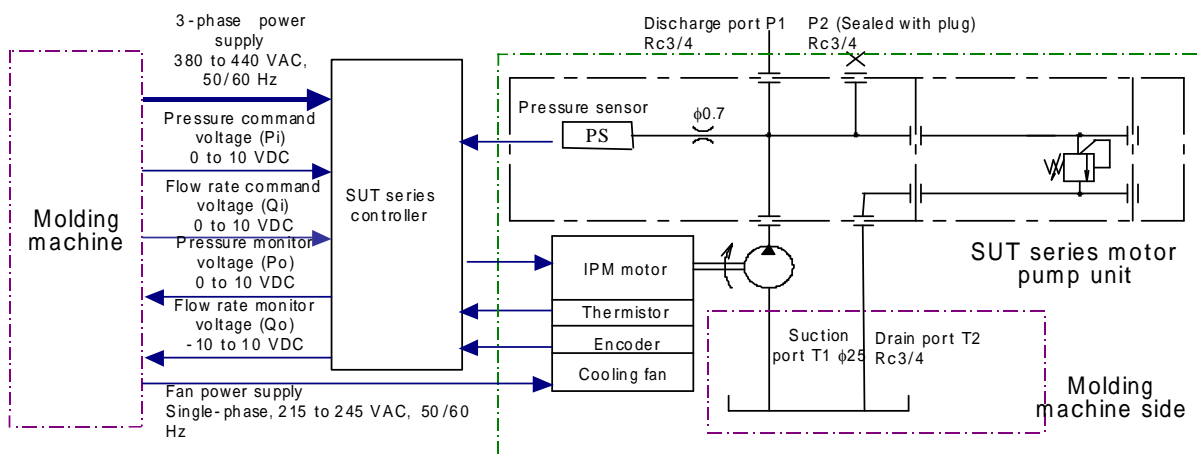 3-phase power
supply
380 to 440 VAC,
50/60 Hz
Pressure command
voltage (Pi)
0 to 10 VDC
Flow rate command
voltage (Qi)
0 to 10 VDC
Pressure monitor
voltage (Po)
0 to 10 VDC
Flow rate monitor
voltage (Qo)
-10 to 10 VDC
Fan power supply
Single-phase, 215 to 245 VAC, 50/60
Hz
Molding
machine
SUT series
controller
Discharge port P1
Rc3/4
P2 (Sealed with plug)
Rc3/4
Pressure sensor
PS
ϕ0.7
IPM motor
Thermistor
Encoder
Cooling fan
SUT series motor
pump unit
Suction
port T1 ϕ25
Drain port T2
Rc3/4
Molding
machine side